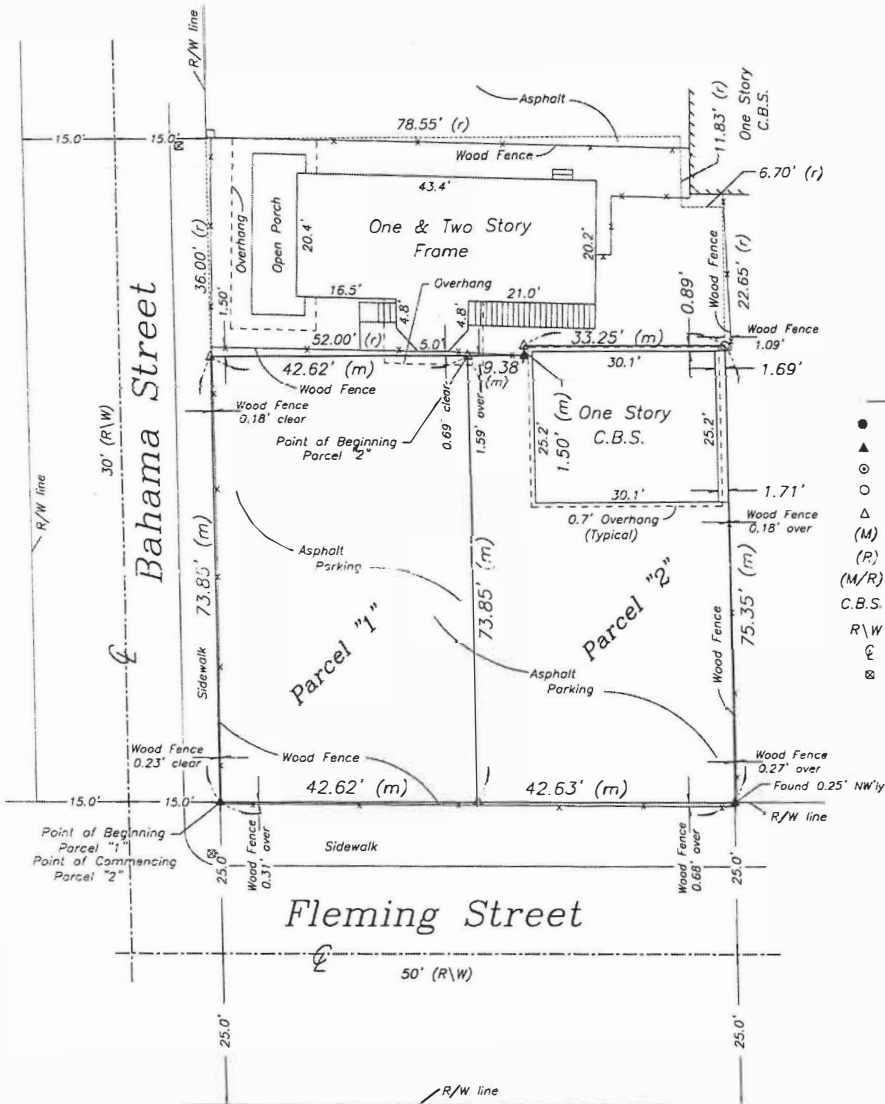 R/W line
Asphalt
One Story
C.B.S.
78.55' (r)
11.83' (r)
15.0'
15.0'
Wood Fence
6.70' (r)
43.4'
Overhang
Open Porch
20.4'
One & Two Story
Frame
20.2'
Wood Fence
22.65' (r)
36.00' (r)
Overhang
16.5'
21.0'
0.89'
1.50'
4.8'
4.8'
Wood Fence
1.09'
52.00' (r)
5.0'
33.25' (m)
42.62' (m)
9.38'
(m)
30.1'
1.69'
Wood Fence
Wood Fence
0.18' clear
0.69' clear
1.59' over
One Story
C.B.S.
25.2'
1.50' (m)
25.2'
Point of Beginning
Parcel "2"
30' (R\W)
R/W line
Bahama Street
30.1'
1.71'
0.7' Overhang
(Typical)
Wood Fence
0.18' over
(M)
(R)
(M/R)
C.B.S.
R\W
Asphalt
Parking
73.85' (m)
73.85' (m)
75.35' (m)
Parcel "1"
Parcel "2"
Sidewalk
Wood Fence
Asphalt
Parking
Wood Fence
0.23' clear
Wood Fence
Wood Fence
0.27' over
42.62' (m)
42.63' (m)
Found 0.25' NW'ly
15.0'
15.0'
R/W line
Point of Beginning
Parcel "1"
Point of Commencing
Parcel "2"
Wood Fence
0.31' over
Sidewalk
Wood Fence
0.68' over
25.0'
25.0'
Fleming Street
50' (R\W)
25.0'
25.0'
R/W line